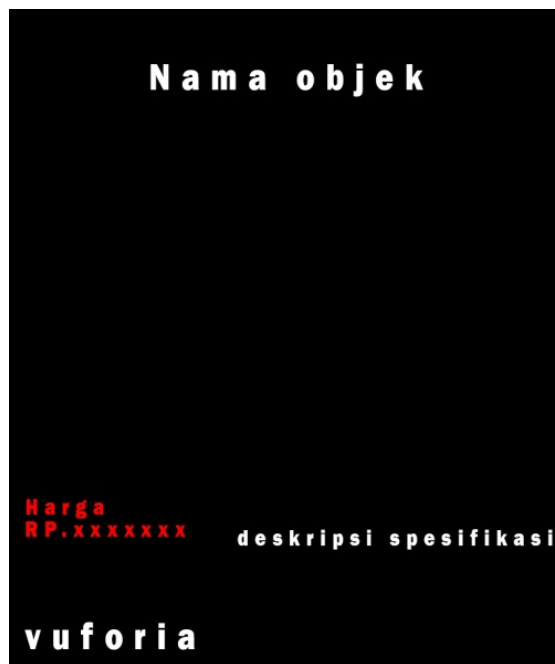 Nama objek
Harga
RP.xxxxxxx
deskripsi spesifikasi
vuforia